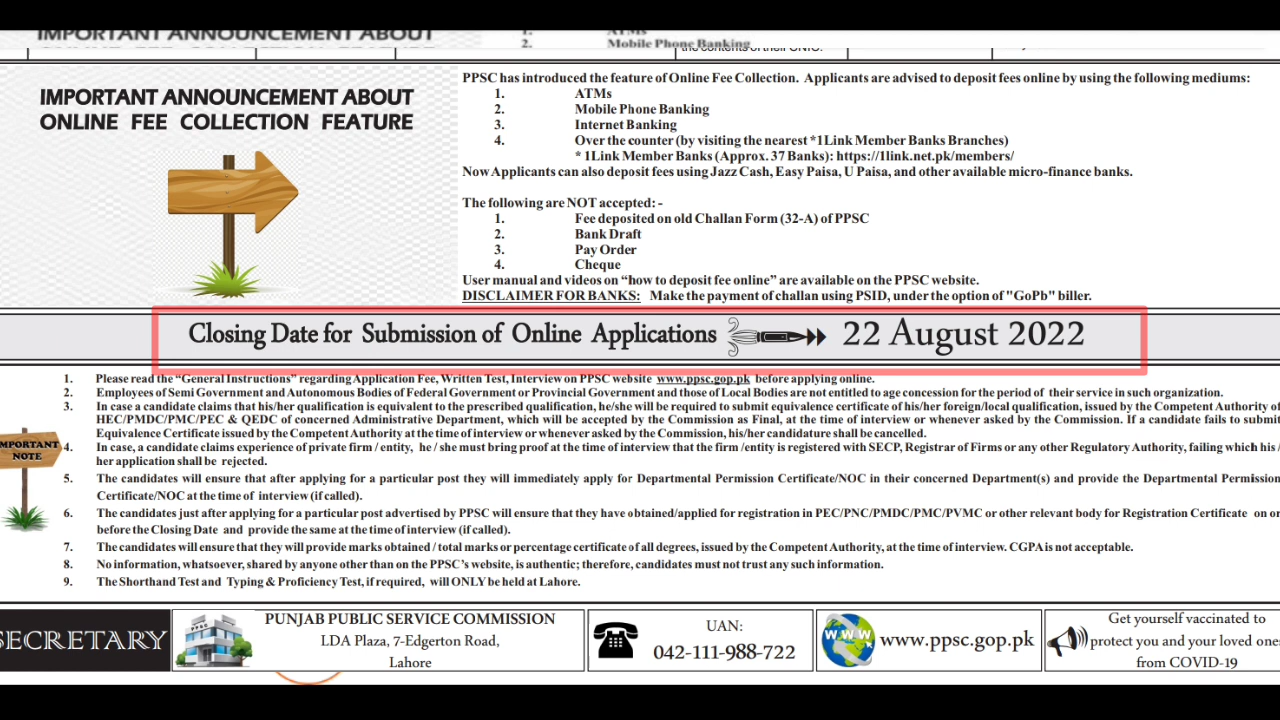 IMPORTANT ANNOUNCEMENT ABOUT
2. Mobile Phone Banking
IMPORTANT ANNOUNCEMENT ABOUT
ONLINE FEE COLLECTION FEATURE
PPSC has introduced the feature of Online Fee Collection. Applicants are advised to deposit fees online by using the following mediums:
1. ATMs
2. Mobile Phone Banking
3. Internet Banking
4. Over the counter (by visiting the nearest *1Link Member Banks Branches)
* 1Link Member Banks (Approx. 37 Banks): https://1link.net.pk/members/
Now Applicants can also deposit fees using Jazz Cash, Easy Paisa, U Paisa, and other available micro-finance banks.
The following are NOT accepted: -
1. Fee deposited on old Challan Form (32-A) of PPSC
2. Bank Draft
3. Pay Order
4. Cheque
User manual and videos on “how to deposit fee online” are available on the PPSC website.
DISCLAIMER FOR BANKS: Make the payment of challan using PSID, under the option of "GoPb" biller.
Closing Date for Submission of Online Applications 22 August 2022
1. Please read the “General Instructions” regarding Application Fee, Written Test, Interview on PPSC website www.ppsc.gop.pk before applying online.
2. Employees of Semi Government and Autonomous Bodies of Federal Government or Provincial Government and those of Local Bodies are not entitled to age concession for the period of their service in such organization.
3. In case a candidate claims that his/her qualification is equivalent to the prescribed qualification, he/she will be required to submit equivalence certificate of his/her foreign/local qualification, issued by the Competent Authority of
HEC/PMDC/PMC/PEC & QEDC of concerned Administrative Department, which will be accepted by the Commission as Final, at the time of interview or whenever asked by the Commission. If a candidate fails to submit
Equivalence Certificate issued by the Competent Authority at the time of interview or whenever asked by the Commission, his/her candidature shall be cancelled.
IMPORTANT
NOTE
4. In case, a candidate claims experience of private firm / entity, he / she must bring proof at the time of interview that the firm /entity is registered with SECP, Registrar of Firms or any other Regulatory Authority, failing which his /
her application shall be rejected.
5. The candidates will ensure that after applying for a particular post they will immediately apply for Departmental Permission Certificate/NOC in their concerned Department(s) and provide the Departmental Permission
Certificate/NOC at the time of interview (if called).
6. The candidates just after applying for a particular post advertised by PPSC will ensure that they have obtained/applied for registration in PEC/PNC/PMDC/PMC/PVMC or other relevant body for Registration Certificate on or
before the Closing Date and provide the same at the time of interview (if called).
7. The candidates will ensure that they will provide marks obtained / total marks or percentage certificate of all degrees, issued by the Competent Authority, at the time of interview. CGPA is not acceptable.
8. No information, whatsoever, shared by anyone other than on the PPSC’s website, is authentic; therefore, candidates must not trust any such information.
9. The Shorthand Test and Typing & Proficiency Test, if required, will ONLY be held at Lahore.
SECRETARY
PPSC
PUNJAB PUBLIC SERVICE COMMISSION
LDA Plaza, 7-Edgerton Road,
Lahore
UAN:
042-111-988-722
WWW
www.ppsc.gop.pk
Get yourself vaccinated to
protect you and your loved ones
from COVID-19